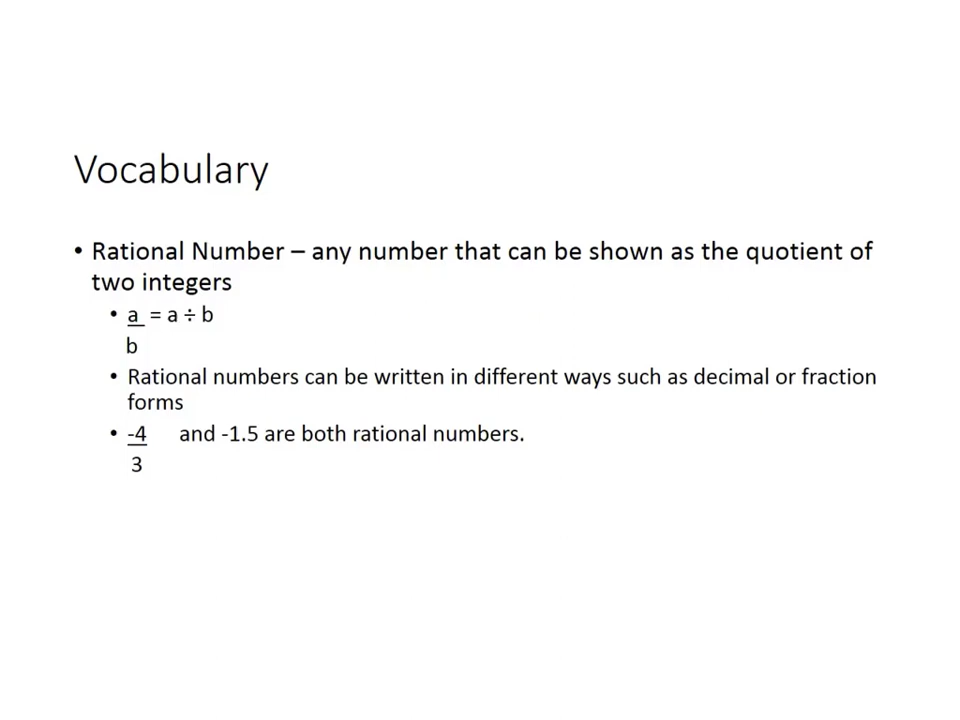 Vocabulary
• Rational Number – any number that can be shown as the quotient of
two integers
• a = a ÷ b
b
• Rational numbers can be written in different ways such as decimal or fraction
forms
• -4 and -1.5 are both rational numbers.
3